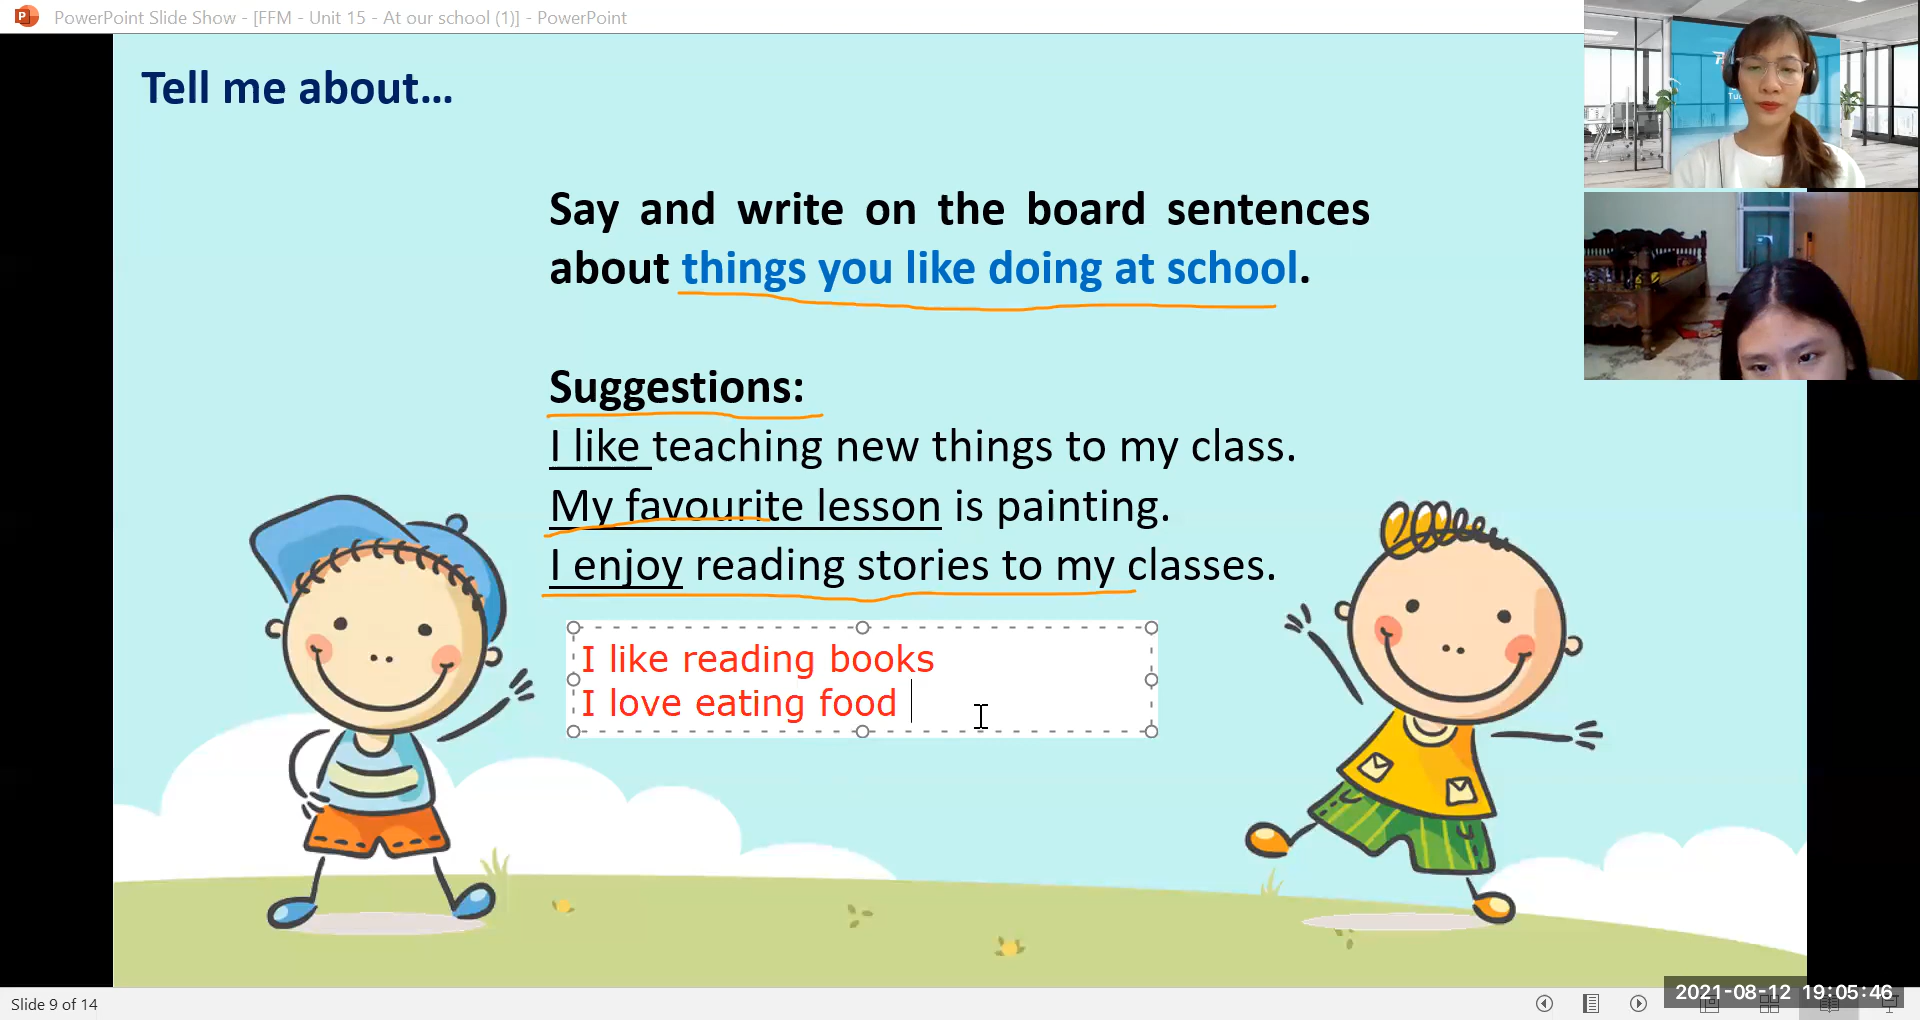 PowerPoint Slide Show - [FFM - Unit 15 - At our school (1)] - PowerPoint
Tell me about...
Say and write on the board sentences
about things you like doing at school.
Suggestions:
I like teaching new things to my class.
My favourite lesson is painting.
I enjoy reading stories to my classes.
I like reading books
I love eating food
Slide 9 of 14
2021-08-12 19:05:46